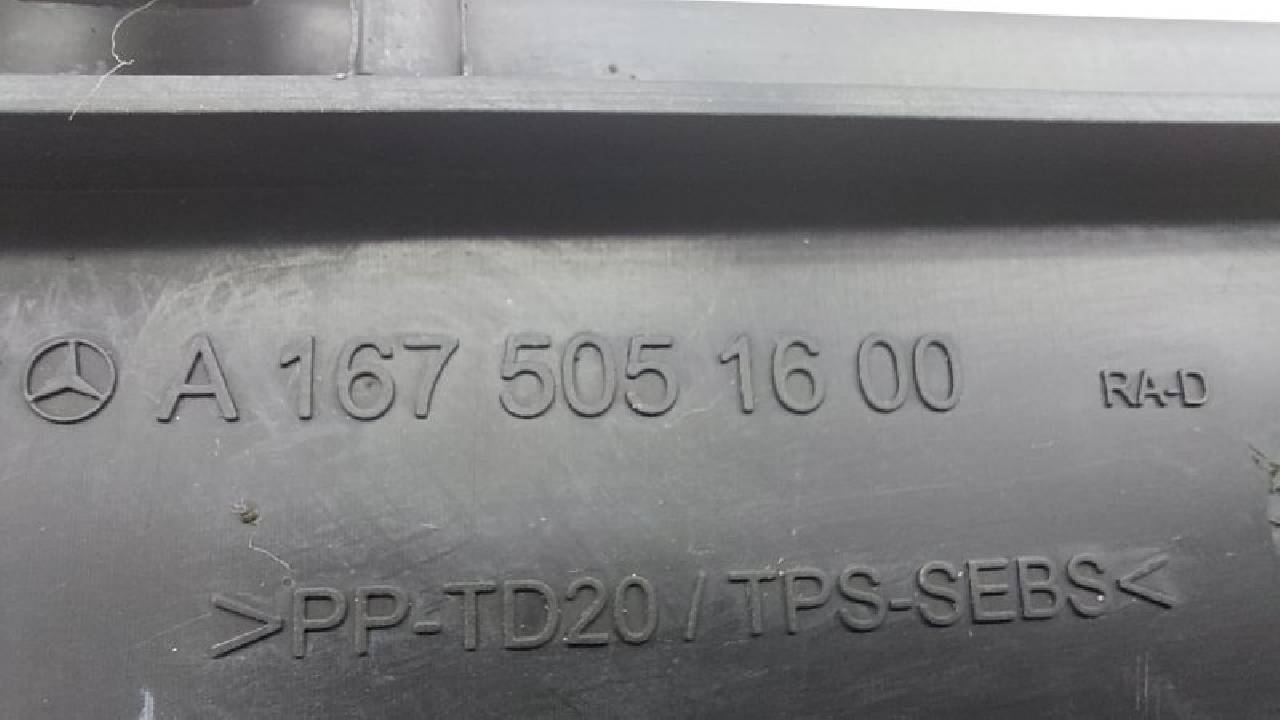 A 167 505 16 00 RA-D
>PP-TD20 / TPS-SEBS<